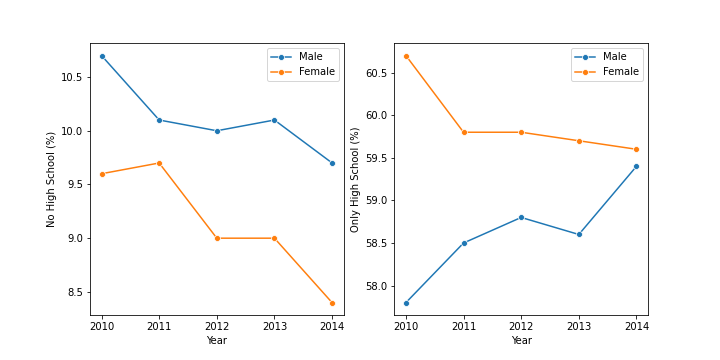 No High School (%)
10.5
10.0
9.5
9.0
8.5
2010 2011 2012 2013 2014
Year
Male
Female
Only High School (%)
60.5
60.0
59.5
59.0
58.5
58.0
2010 2011 2012 2013 2014
Year
Male
Female